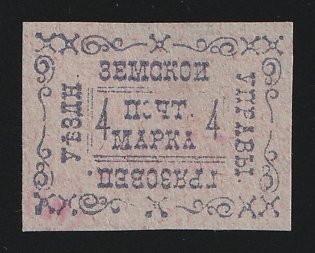 ЗЕМСКОЙ
4 ПОЧТ. 4
МАРКА
ГРЯЗОВЕЦ.
УѢЗДН.
УПРАВЫ.